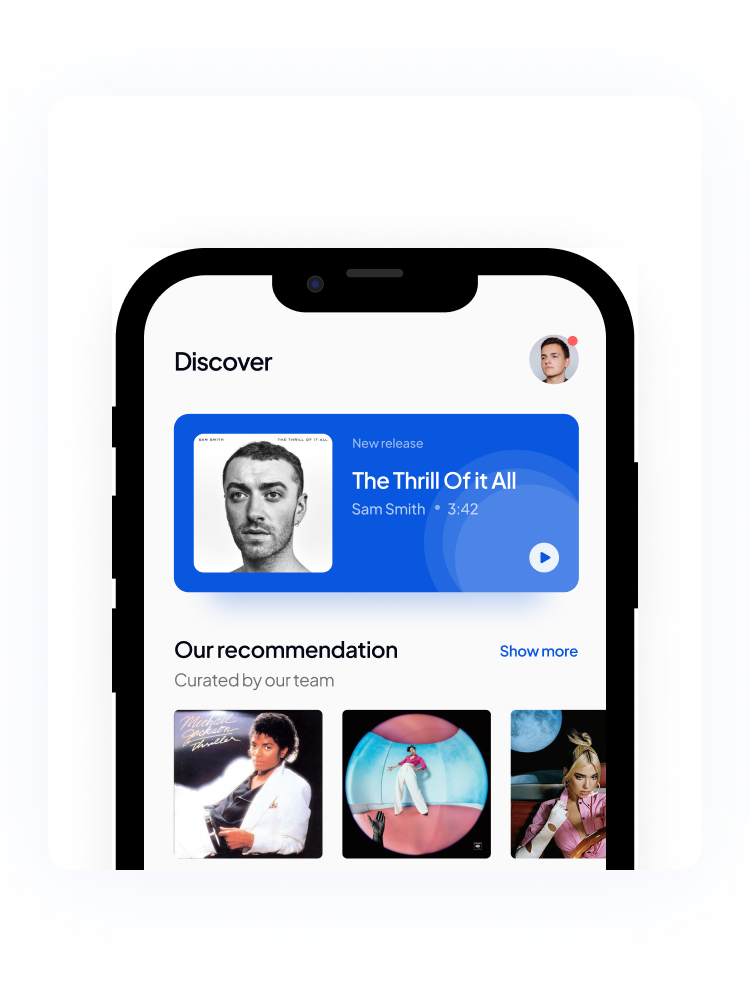 Discover
SAM SMITH THE THRILL OF IT ALL
New release
The Thrill Of it All
Sam Smith • 3:42
Our recommendation
Show more
Curated by our team
Michael
Jackson
Thriller